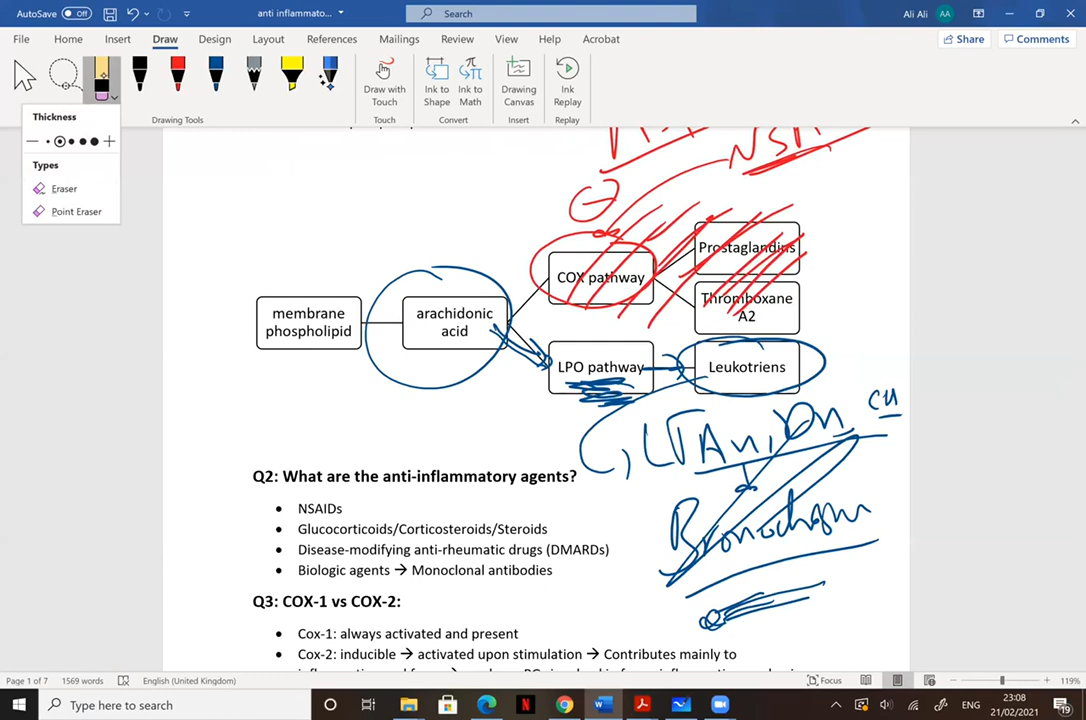 AutoSave Off anti inflammato... Search Ali Ali AA
File Home Insert Draw Design Layout References Mailings Review View Help Acrobat Share Comments
Draw with Touch
Ink to Shape
Ink to Math
Drawing Canvas
Ink Replay
Drawing Tools Touch Convert Insert Replay
Thickness
Types
Eraser
Point Eraser
membrane phospholipid
arachidonic acid
COX pathway
LPO pathway
Prostaglandins
Thromboxane A2
Leukotriens
Q2: What are the anti-inflammatory agents?
• NSAIDs
• Glucocorticoids/Corticosteroids/Steroids
• Disease-modifying anti-rheumatic drugs (DMARDs)
• Biologic agents → Monoclonal antibodies
Q3: COX-1 vs COX-2:
• Cox-1: always activated and present
• Cox-2: inducible → activated upon stimulation → Contributes mainly to
Page 1 of 7 1569 words English (United Kingdom) Focus 119%
Type here to search ENG 23:08 21/02/2021 19